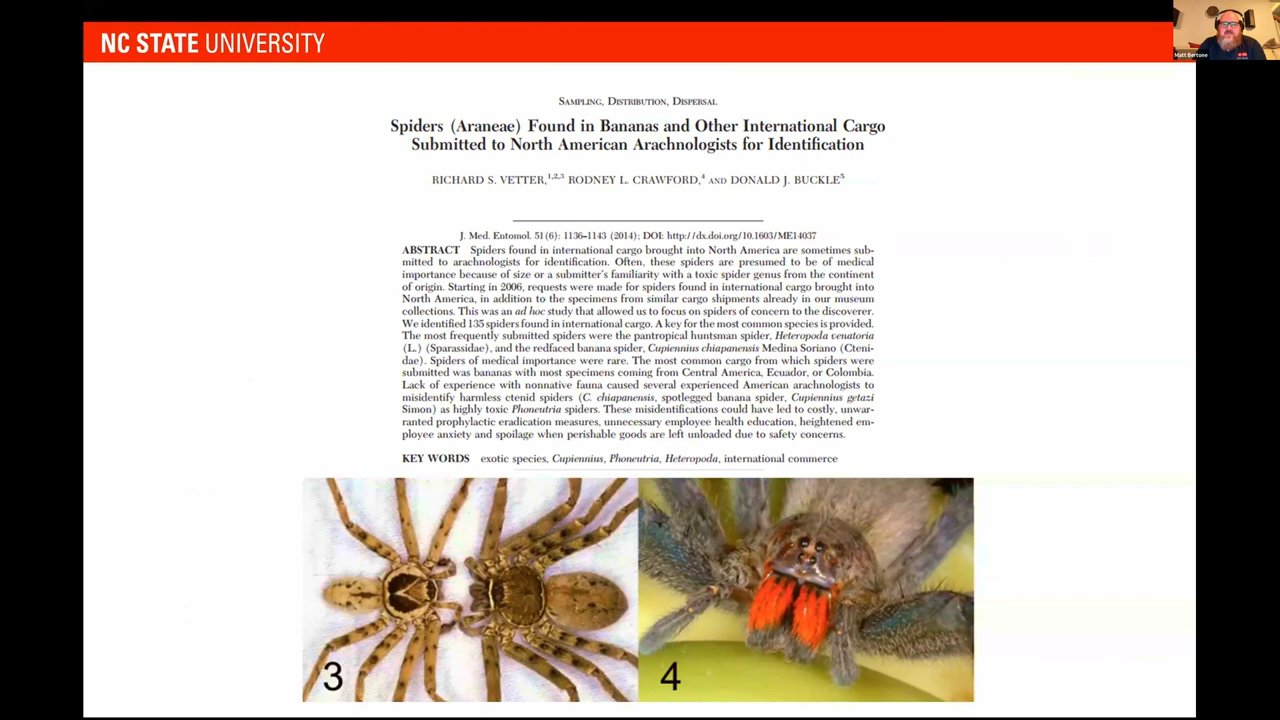 NC STATE UNIVERSITY
Matt Bertone
SAMPLING, DISTRIBUTION, DISPERSAL
Spiders (Araneae) Found in Bananas and Other International Cargo
Submitted to North American Arachnologists for Identification
RICHARD S. VETTER,1,2,3 RODNEY L. CRAWFORD,4 AND DONALD J. BUCKLE5
J. Med. Entomol. 51(6): 1136–1143 (2014); DOI: http://dx.doi.org/10.1603/ME14037
ABSTRACT Spiders found in international cargo brought into North America are sometimes sub-
mitted to arachnologists for identification. Often, these spiders are presumed to be of medical
importance because of size or a submitter's familiarity with a toxic spider genus from the continent
of origin. Starting in 2006, requests were made for spiders found in international cargo brought into
North America, in addition to the specimens from similar cargo shipments already in our museum
collections. This was an ad hoc study that allowed us to focus on spiders of concern to the discoverer.
We identified 135 spiders found in international cargo. A key for the most common species is provided.
The most frequently submitted spiders were the pantropical huntsman spider, Heteropoda venatoria
(L.) (Sparassidae), and the redfaced banana spider, Cupiennius chiapanensis Medina Soriano (Cteni-
dae). Spiders of medical importance were rare. The most common cargo from which spiders were
submitted was bananas with most specimens coming from Central America, Ecuador, or Colombia.
Lack of experience with nonnative fauna caused several experienced American arachnologists to
misidentify harmless ctenid spiders (C. chiapanensis, spotlegged banana spider, Cupiennius getazi
Simon) as highly toxic Phoneutria spiders. These misidentifications could have led to costly, unwar-
ranted prophylactic eradication measures, unnecessary employee health education, heightened em-
ployee anxiety and spoilage when perishable goods are left unloaded due to safety concerns.
KEY WORDS exotic species, Cupiennius, Phoneutria, Heteropoda, international commerce
3
4